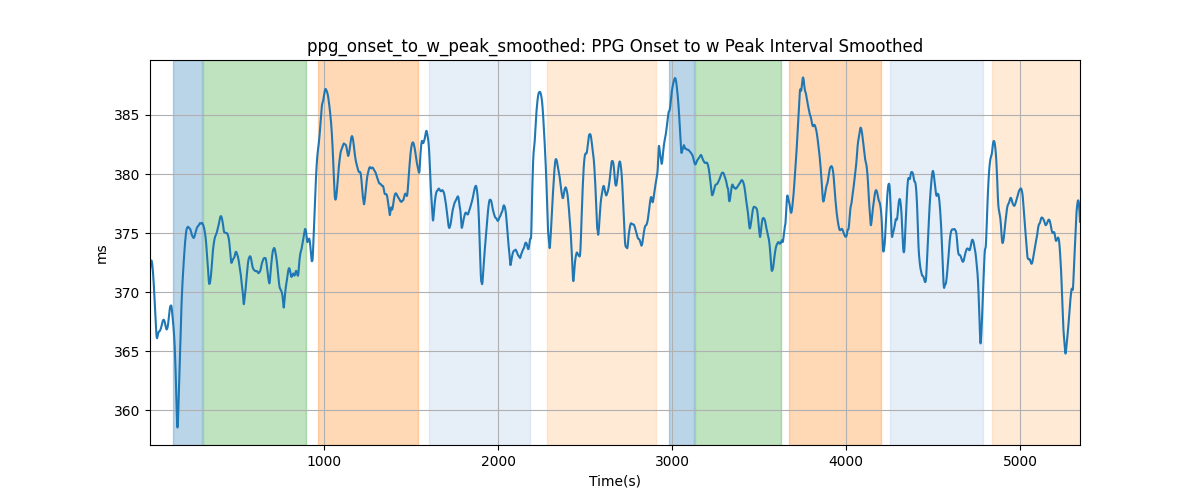 ppg_onset_to_w_peak_smoothed: PPG Onset to w Peak Interval Smoothed
385
380
375
370
365
360
ms
1000 2000 3000 4000 5000
Time(s)